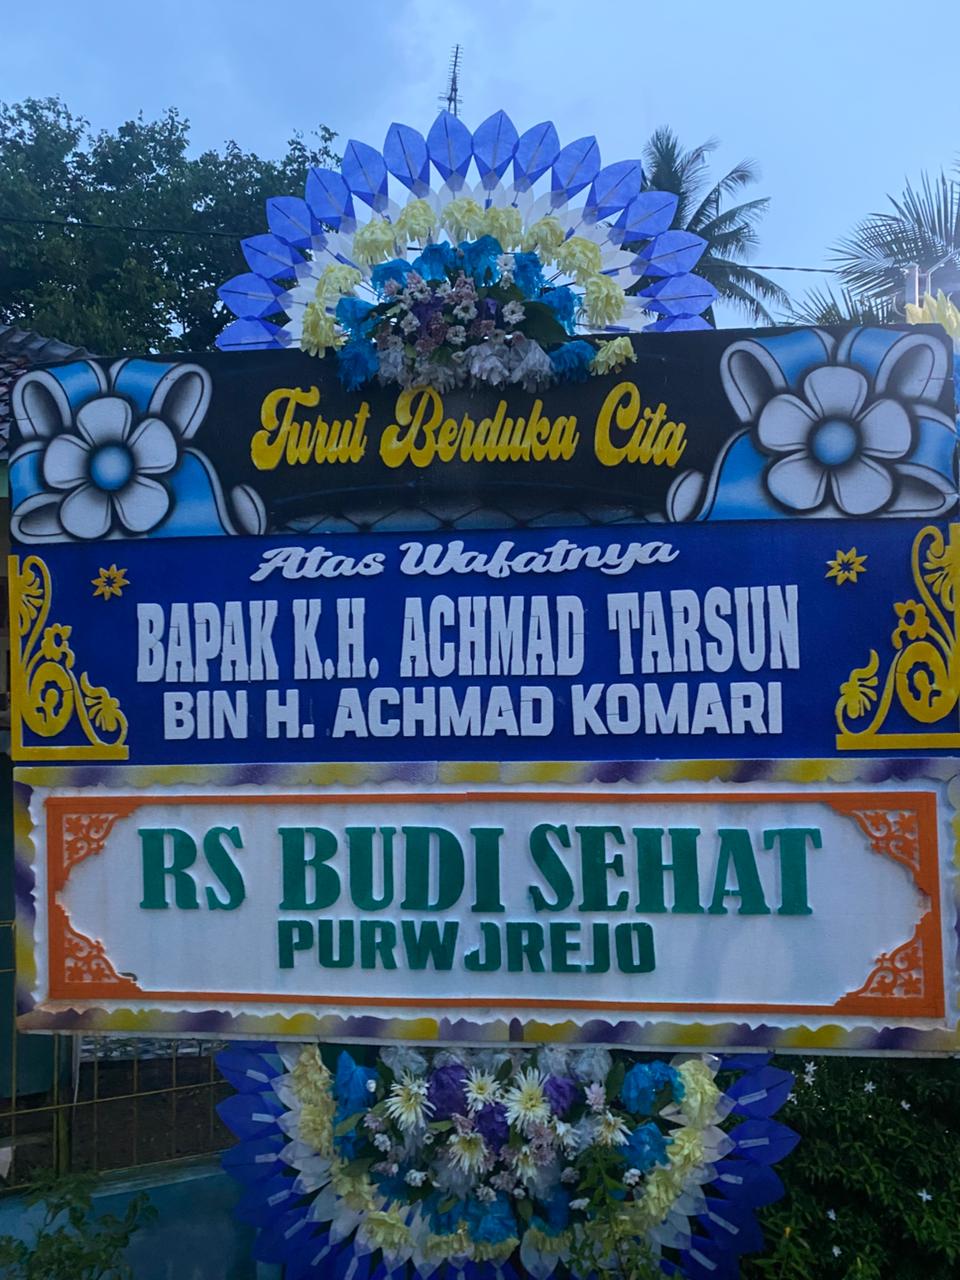 Turut Berduka Cita
Atas Wafatnya
BAPAK K.H. ACHMAD TARSUN
BIN H. ACHMAD KOMARI
RS BUDI SEHAT
PURWJREJO